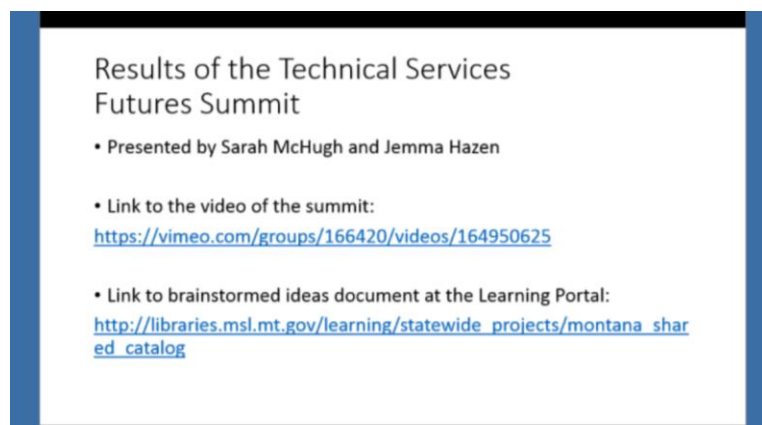 Results of the Technical Services
Futures Summit
• Presented by Sarah McHugh and Jemma Hazen
• Link to the video of the summit:
https://vimeo.com/groups/166420/videos/164950625
• Link to brainstormed ideas document at the Learning Portal:
http://libraries.msl.mt.gov/learning/statewide_projects/montana_shar
ed_catalog